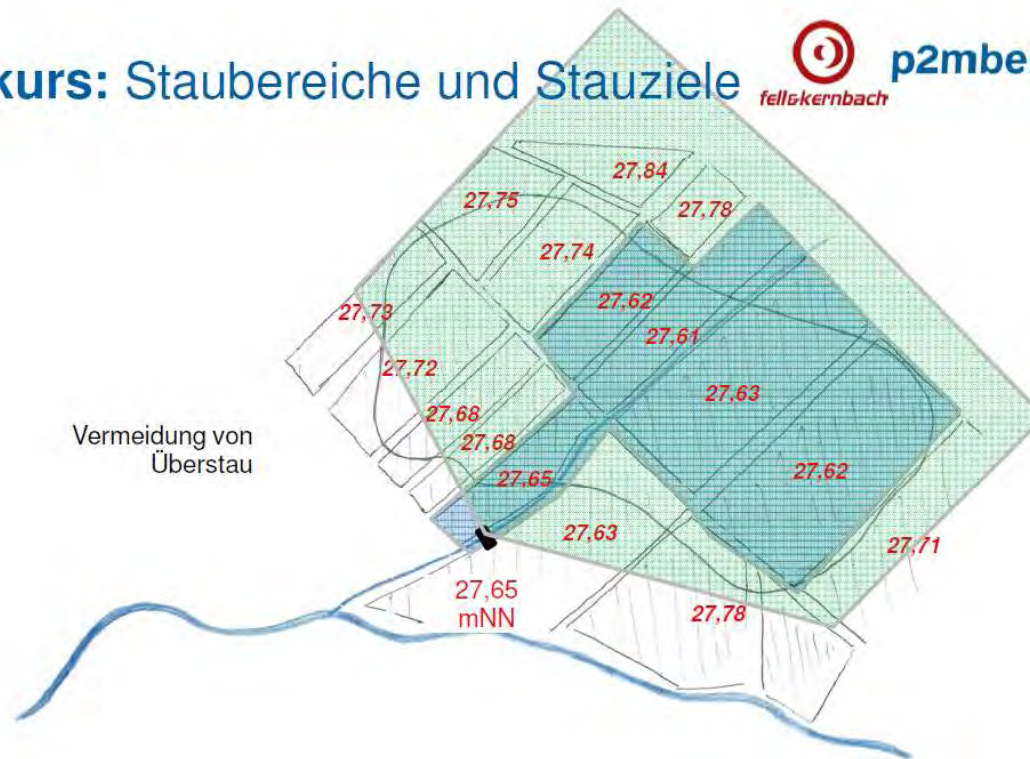 kurs: Staubereiche und Stauziele
fell&kernbach
p2mbe
27,84
27,75
27,78
27,74
27,62
27,73
27,61
27,72
27,63
27,68
Vermeidung von
Überstau
27,68
27,65
27,62
27,63
27,71
27,65
mNN
27,78